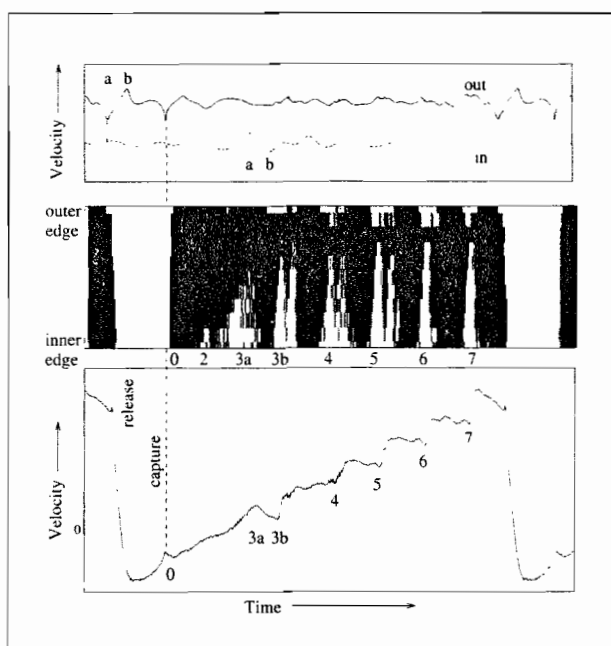 Velocity
a b
out
a b
in
outer
edge
inner
edge
0 2 3a 3b 4 5 6 7
Velocity
0
release
capture
0
3a 3b
4
5
6
7
Time